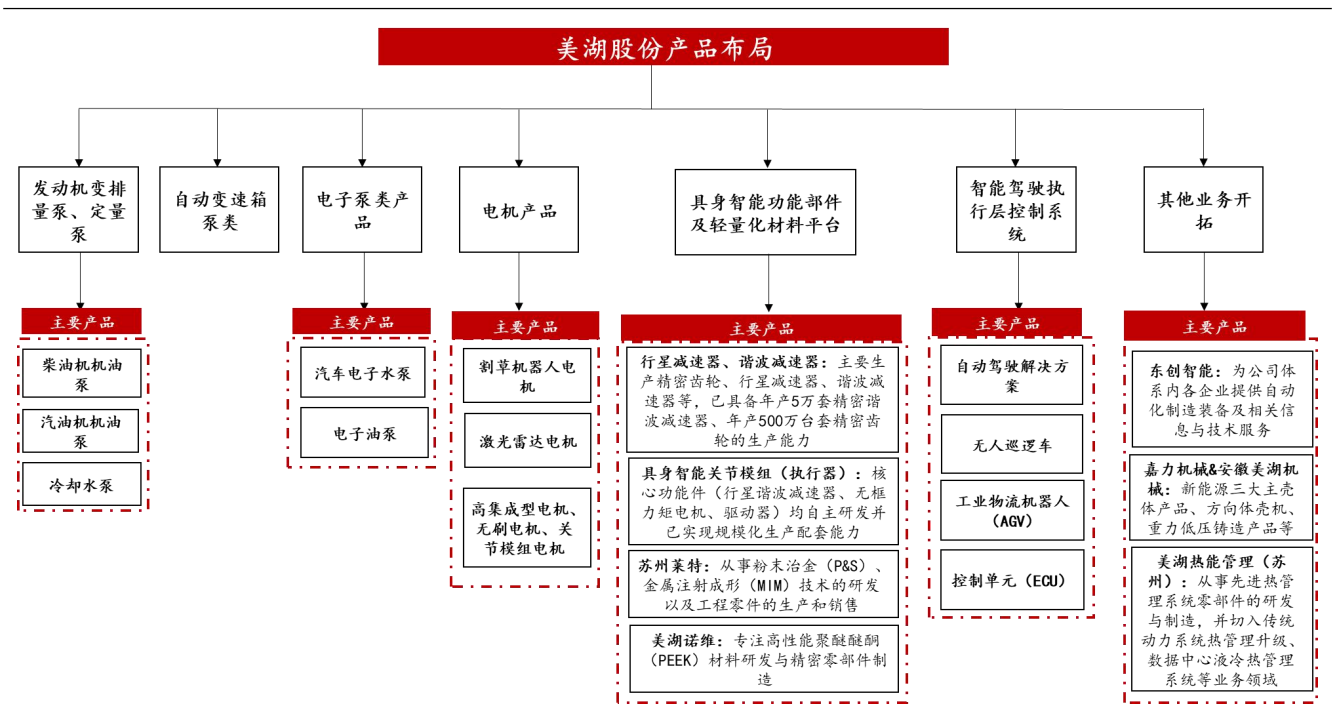 美湖股份产品布局
发动机变排
量泵、定量
泵
自动变速箱
泵类
电子泵类产
品
电机产品
具身智能功能部件
及轻量化材料平台
智能驾驶执
行层控制系
统
其他业务开
拓
主要产品
柴油机机油
泵
汽油机机油
泵
冷却水泵
主要产品
汽车电子水泵
电子油泵
主要产品
割草机器人电
机
激光雷达电机
高集成型电机、
无刷电机、关
节模组电机
主要产品
行星减速器、谐波减速器：主要生
产精密齿轮、行星减速器、谐波减
速器等，已具备年产5万套精密谐
波减速器、年产500万台套精密齿
轮的生产能力
具身智能关节模组（执行器）：核
心功能件（行星谐波减速器、无框
力矩电机、驱动器）均自主研发并
已实现规模化生产配套能力
苏州莱特：从事粉末冶金（P&S）、
金属注射成形（MIM）技术的研发
以及工程零件的生产和销售
美湖诺维：专注高性能聚醚醚酮
（PEEK）材料研发与精密零部件制
造
主要产品
自动驾驶解决方
案
无人巡逻车
工业物流机器人
（AGV）
控制单元（ECU）
主要产品
东创智能：为公司体
系内各企业提供自动
化制造装备及相关信
息与技术服务
嘉力机械&安徽美湖机
械：新能源三大主壳
体产品、方向体壳机、
重力低压铸造产品等
美湖热能管理（苏
州）：从事先进热管
理系统零部件的研发
与制造，并切入传统
动力系统热管理升级、
数据中心液冷热管理
系统等业务领域